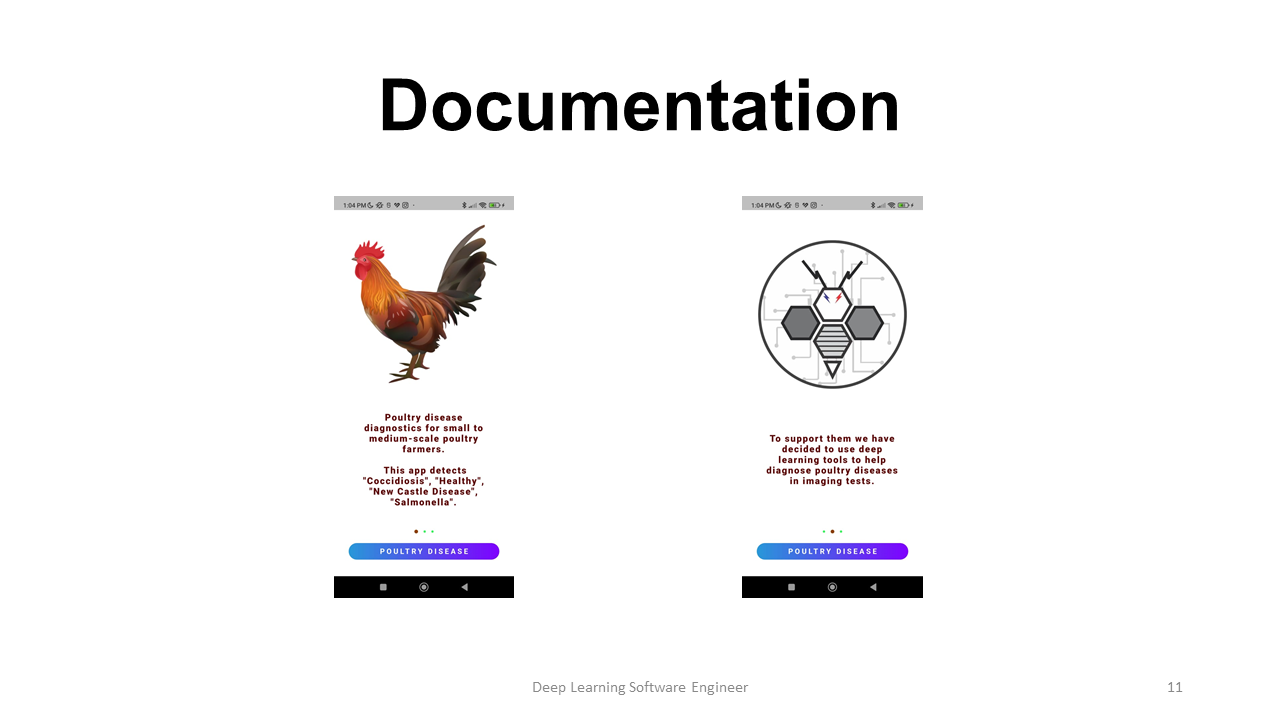 Documentation
1:04 PM
Poultry disease
diagnostics for small to
medium-scale poultry
farmers.
This app detects
"Coccidiosis", "Healthy",
"New Castle Disease",
"Salmonella".
POULTRY DISEASE
1:04 PM
To support them we have
decided to use deep
learning tools to help
diagnose poultry diseases
in imaging tests.
POULTRY DISEASE
Deep Learning Software Engineer
11